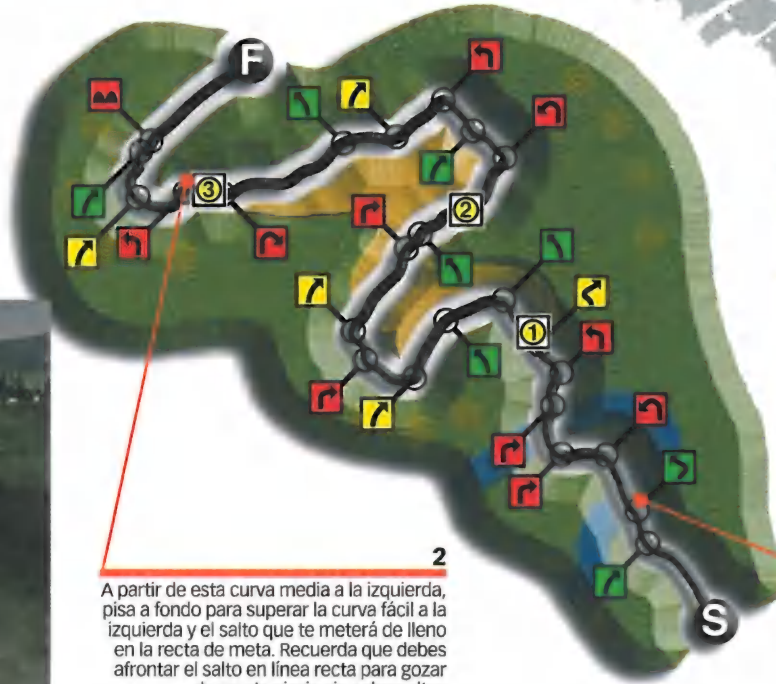 F
3
2
1
S
2
A partir de esta curva media a la izquierda,
pisa a fondo para superar la curva fácil a la
izquierda y el salto que te meterá de lleno
en la recta de meta. Recuerda que debes
afrontar el salto en línea recta para gozar